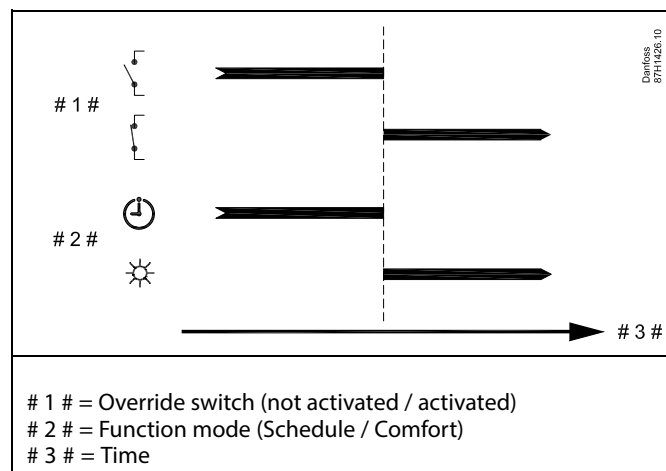 Danfoss
87H1426.10
# 1 #
# 2 #
# 3 #
# 1 # = Override switch (not activated / activated)
# 2 # = Function mode (Schedule / Comfort)
# 3 # = Time